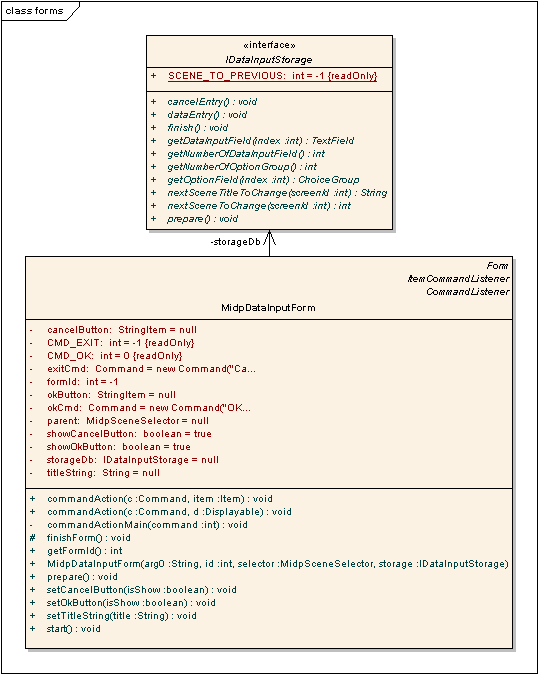 class forms
«interface»
IDataInputStorage
+ SCENE_TO_PREVIOUS: int = -1 {readOnly}
+ cancelEntry() : void
+ dataEntry() : void
+ finish() : void
+ getDataInputField(index :int) : TextField
+ getNumberOfDataInputField() : int
+ getNumberOfOptionGroup() : int
+ getOptionField(index :int) : ChoiceGroup
+ nextSceneTitleToChange(screenId :int) : String
+ nextSceneToChange(screenId :int) : int
+ prepare() : void
-storageDb
Form
ItemCommandListener
CommandListener
MidpDataInputForm
- cancelButton: StringItem = null
- CMD_EXIT: int = -1 {readOnly}
- CMD_OK: int = 0 {readOnly}
- exitCmd: Command = new Command("Ca...
- formId: int = -1
- okButton: StringItem = null
- okCmd: Command = new Command("OK...
- parent: MidpSceneSelector = null
- showCancelButton: boolean = true
- showOkButton: boolean = true
- storageDb: IDataInputStorage = null
- titleString: String = null
+ commandAction(c :Command, item :Item) : void
+ commandAction(c :Command, d :Displayable) : void
- commandActionMain(command :int) : void
# finishForm() : void
+ getFormId() : int
+ MidpDataInputForm(arg0 :String, id :int, selector :MidpSceneSelector, storage :IDataInputStorage)
+ prepare() : void
+ setCancelButton(isShow :boolean) : void
+ setOkButton(isShow :boolean) : void
+ setTitleString(title :String) : void
+ start() : void